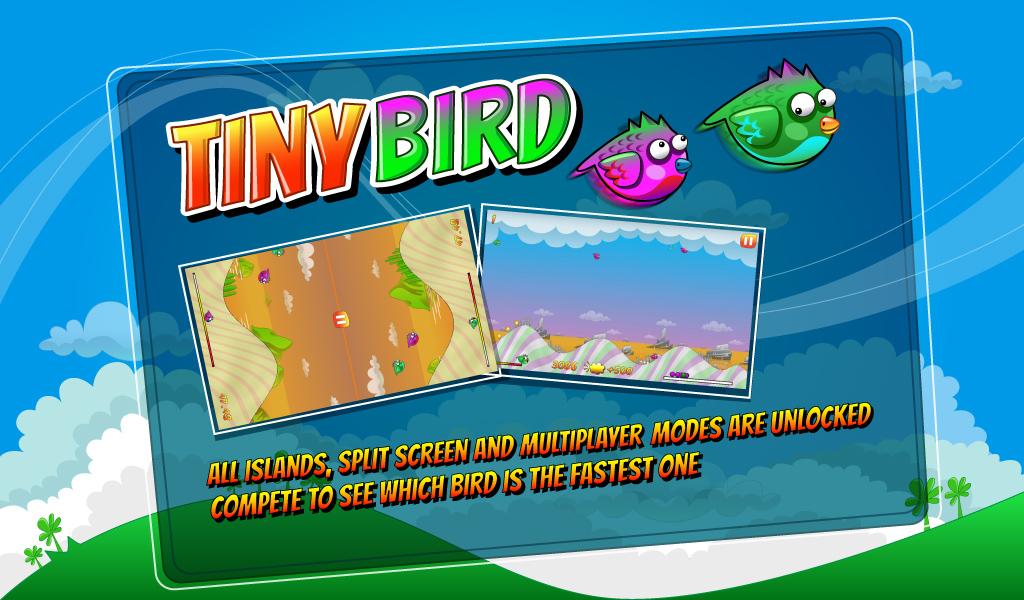 TINY BIRD
ALL ISLANDS, SPLIT SCREEN AND MULTIPLAYER MODES ARE UNLOCKED
COMPETE TO SEE WHICH BIRD IS THE FASTEST ONE